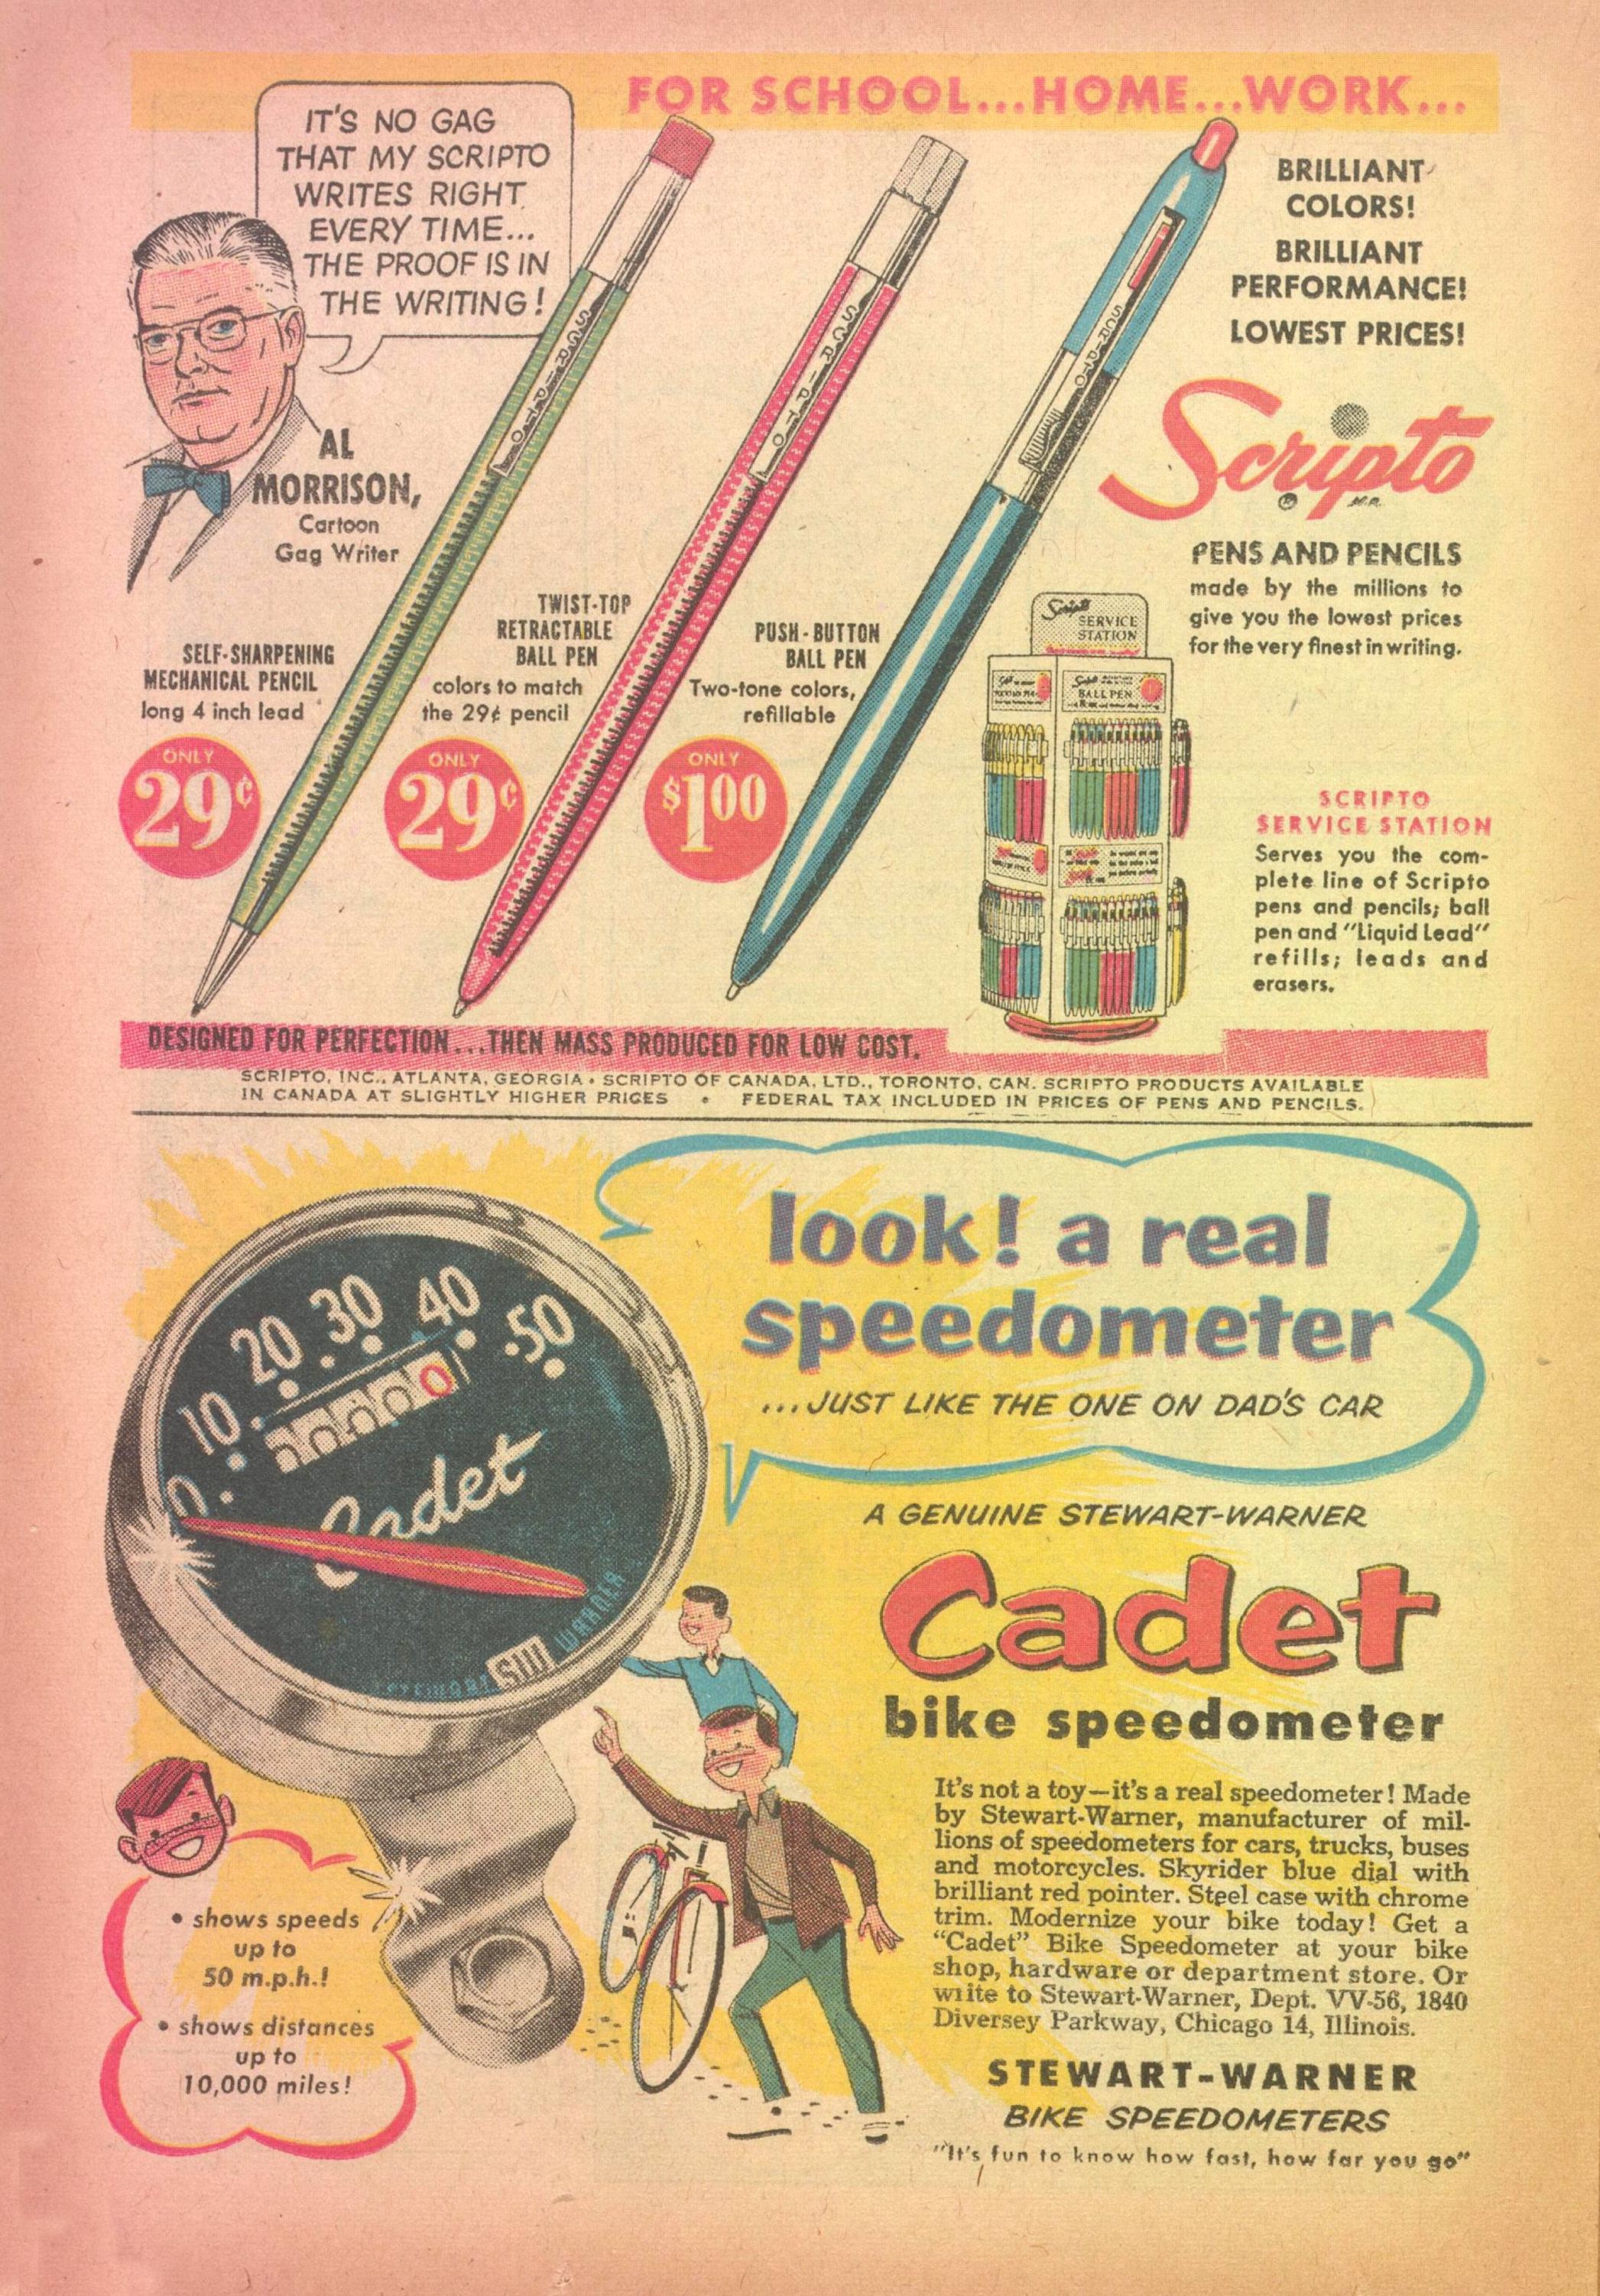 FOR SCHOOL...HOME...WORK...
IT'S NO GAG
THAT MY SCRIPTO
WRITES RIGHT
EVERY TIME...
THE PROOF IS IN
THE WRITING!
AL
MORRISON,
Cartoon
Gag Writer
SCRIPTO
SCRIPTO
SCRIPTO
BRILLIANT
COLORS!
BRILLIANT
PERFORMANCE!
LOWEST PRICES!
Scripto
PENS AND PENCILS
made by the millions to
give you the lowest prices
for the very finest in writing.
SELF-SHARPENING
MECHANICAL PENCIL
long 4 inch lead
ONLY
29¢
TWIST-TOP
RETRACTABLE
BALL PEN
colors to match
the 29¢ pencil
ONLY
29¢
PUSH-BUTTON
BALL PEN
Two-tone colors,
refillable
ONLY
$1.00
Scripto
SERVICE
STATION
BALL PEN
SCRIPTO
SERVICE STATION
Serves you the com-
plete line of Scripto
pens and pencils; ball
pen and "Liquid Lead"
refills; leads and
erasers.
DESIGNED FOR PERFECTION...THEN MASS PRODUCED FOR LOW COST.
SCRIPTO, INC., ATLANTA, GEORGIA • SCRIPTO OF CANADA, LTD., TORONTO, CAN. SCRIPTO PRODUCTS AVAILABLE
IN CANADA AT SLIGHTLY HIGHER PRICES • FEDERAL TAX INCLUDED IN PRICES OF PENS AND PENCILS.
look! a real
speedometer
...JUST LIKE THE ONE ON DAD'S CAR
0 10 20 30 40 50
00000
Cadet
STEWART SW WARNER
A GENUINE STEWART-WARNER
Cadet
bike speedometer
It's not a toy—it's a real speedometer! Made
by Stewart-Warner, manufacturer of mil-
lions of speedometers for cars, trucks, buses
and motorcycles. Skyrider blue dial with
brilliant red pointer. Steel case with chrome
trim. Modernize your bike today! Get a
"Cadet" Bike Speedometer at your bike
shop, hardware or department store. Or
write to Stewart-Warner, Dept. VV-56, 1840
Diversey Parkway, Chicago 14, Illinois.
• shows speeds
up to
50 m.p.h.!
• shows distances
up to
10,000 miles!
STEWART-WARNER
BIKE SPEEDOMETERS
"It's fun to know how fast, how far you go"